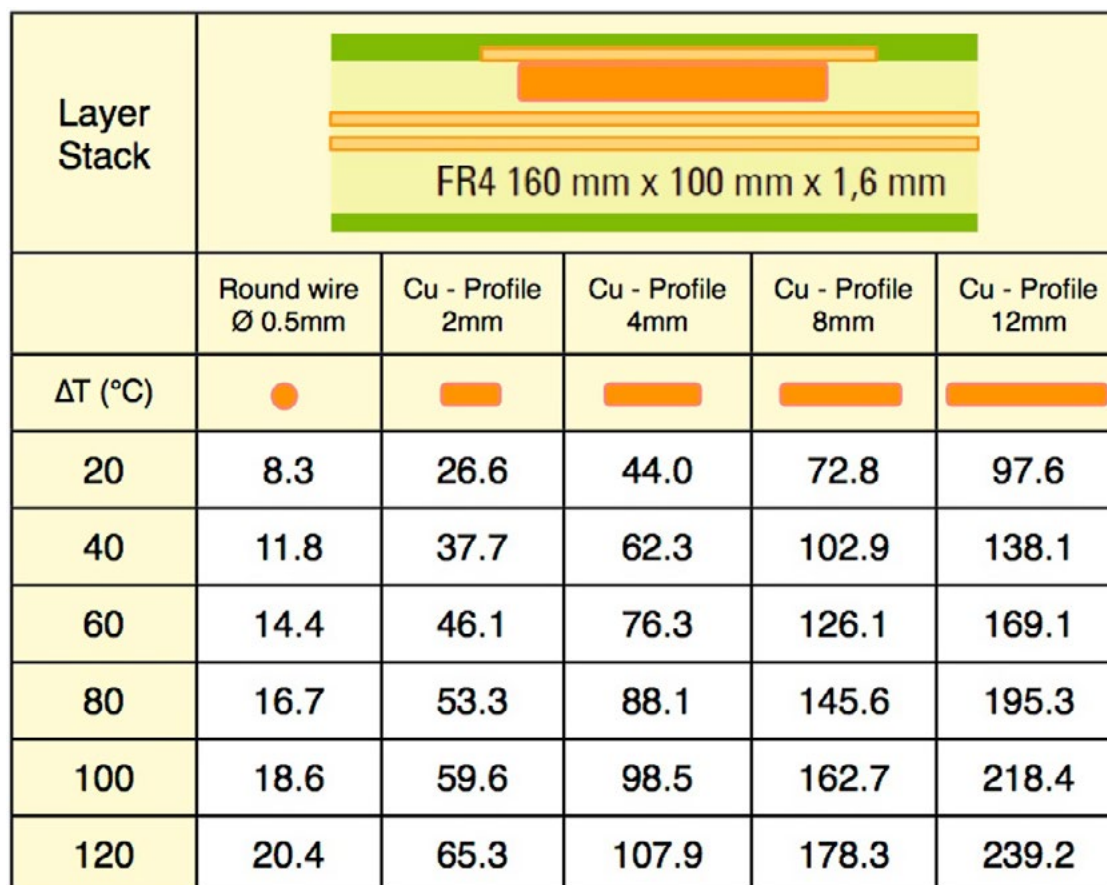 Layer
Stack
FR4 160 mm x 100 mm x 1,6 mm
Round wire
Ø 0.5mm
Cu - Profile
2mm
Cu - Profile
4mm
Cu - Profile
8mm
Cu - Profile
12mm
ΔT (°C)
20 8.3 26.6 44.0 72.8 97.6
40 11.8 37.7 62.3 102.9 138.1
60 14.4 46.1 76.3 126.1 169.1
80 16.7 53.3 88.1 145.6 195.3
100 18.6 59.6 98.5 162.7 218.4
120 20.4 65.3 107.9 178.3 239.2